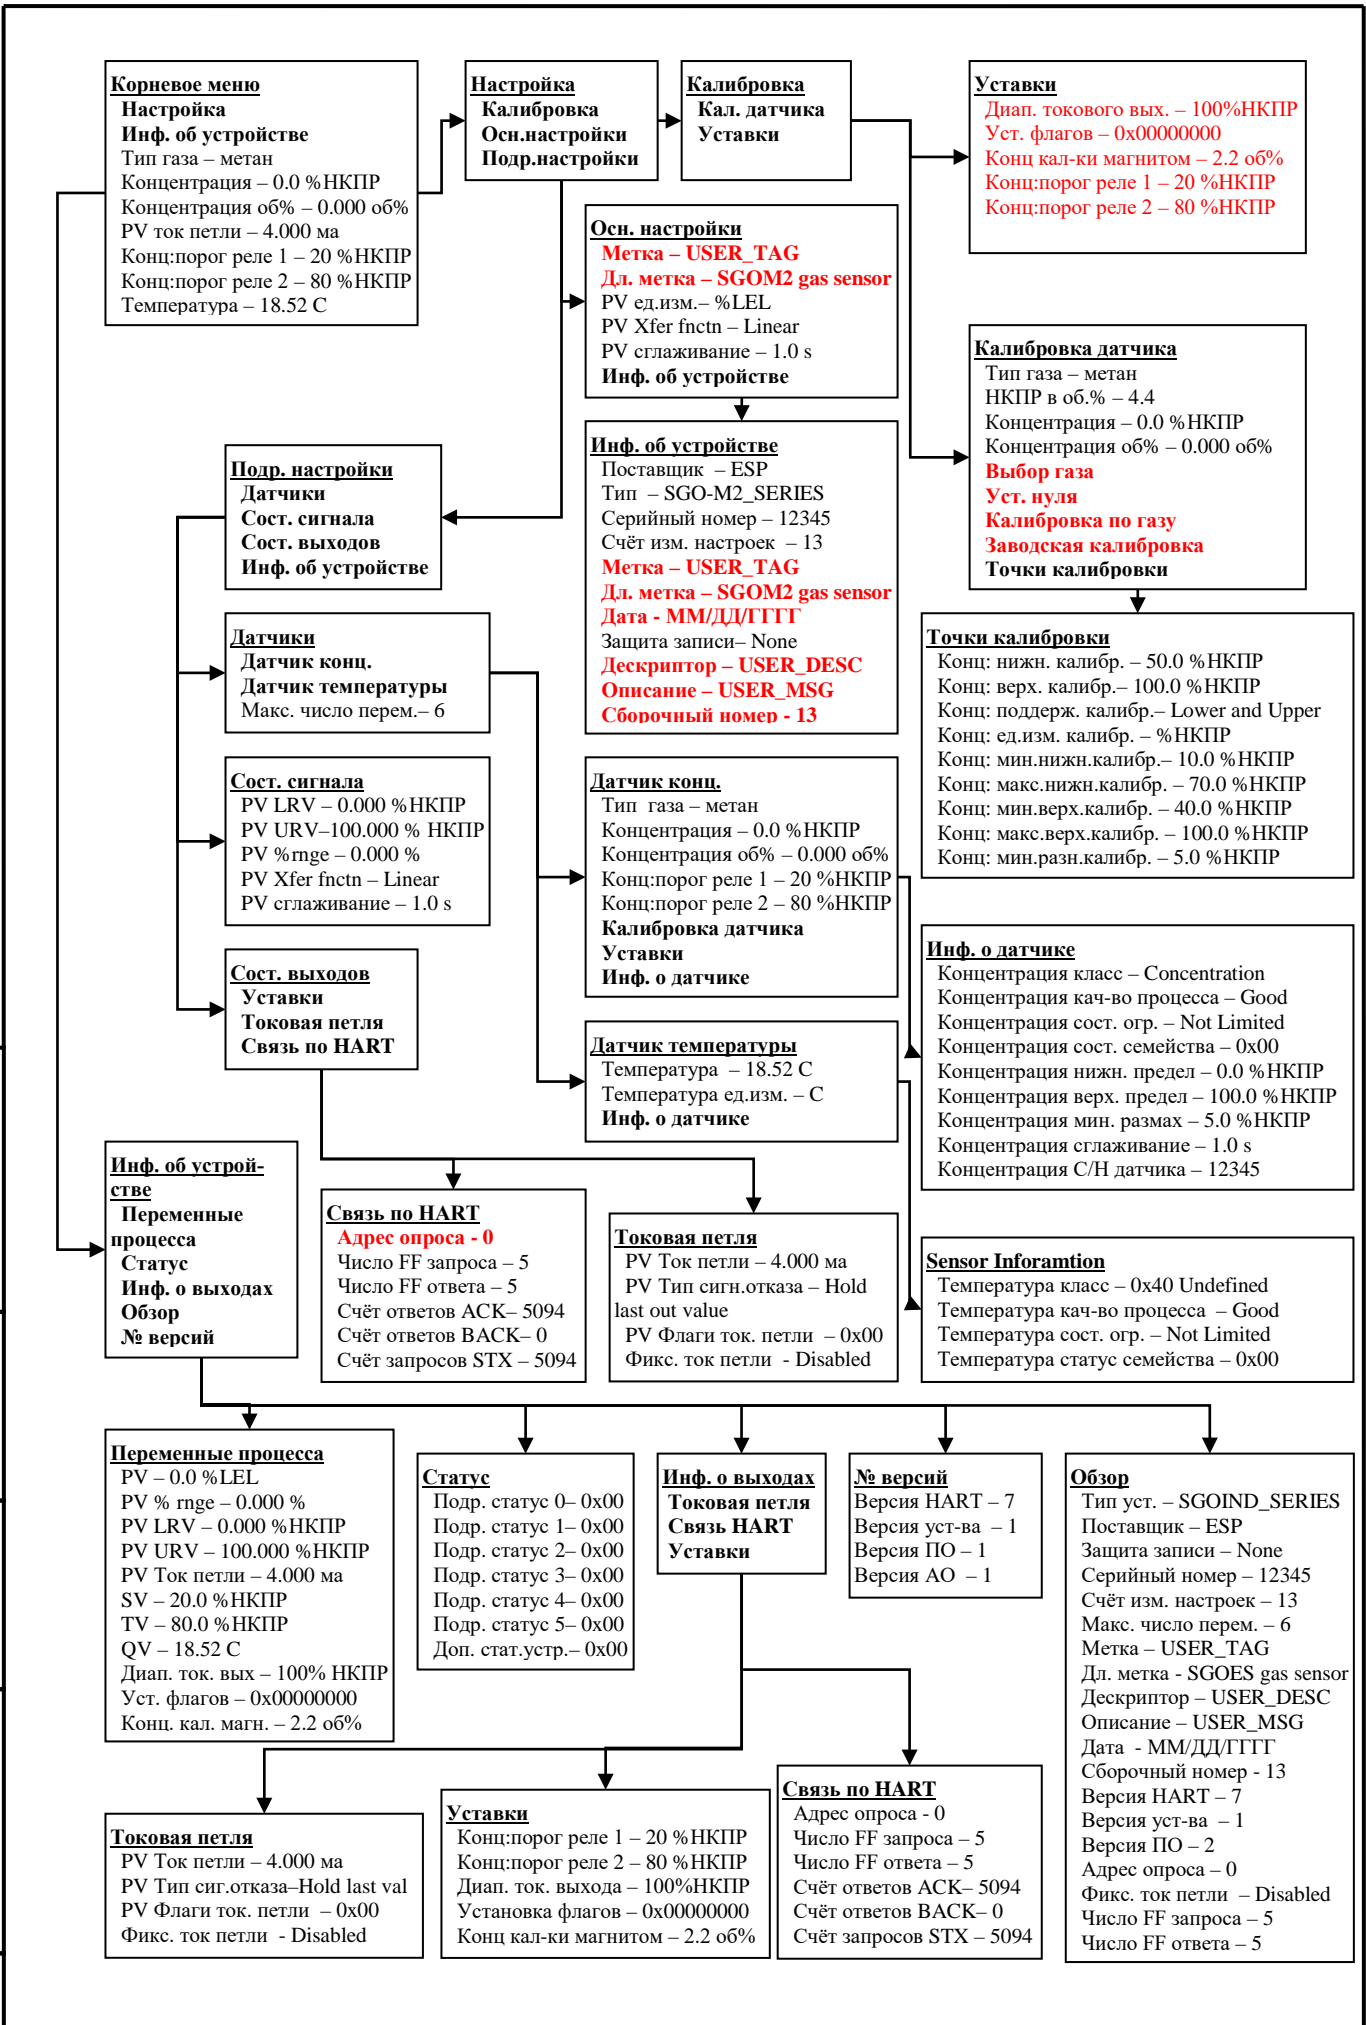 Корневое меню
Настройка
Инф. об устройстве
Тип газа – метан
Концентрация – 0.0 %НКПР
Концентрация об% – 0.000 об%
PV ток петли – 4.000 ма
Конц:порог реле 1 – 20 %НКПР
Конц:порог реле 2 – 80 %НКПР
Температура – 18.52 С
Настройка
Калибровка
Осн.настройки
Подр.настройки
Калибровка
Кал. датчика
Уставки
Уставки
Диап. токового вых. – 100%НКПР
Уст. флагов – 0x00000000
Конц кал-ки магнитом – 2.2 об%
Конц:порог реле 1 – 20 %НКПР
Конц:порог реле 2 – 80 %НКПР
Осн. настройки
Метка – USER_TAG
Дл. метка – SGOM2 gas sensor
PV ед.изм.– %LEL
PV Xfer fnctn – Linear
PV сглаживание – 1.0 s
Инф. об устройстве
Калибровка датчика
Тип газа – метан
НКПР в об.% – 4.4
Концентрация – 0.0 %НКПР
Концентрация об% – 0.000 об%
Выбор газа
Уст. нуля
Калибровка по газу
Заводская калибровка
Точки калибровки
Инф. об устройстве
Поставщик – ESP
Тип – SGO-M2_SERIES
Серийный номер – 12345
Счёт изм. настроек – 13
Метка – USER_TAG
Дл. метка – SGOM2 gas sensor
Дата - ММ/ДД/ГГГГ
Защита записи– None
Дескриптор – USER_DESC
Описание – USER_MSG
Сборочный номер - 13
Подр. настройки
Датчики
Сост. сигнала
Сост. выходов
Инф. об устройстве
Датчики
Датчик конц.
Датчик температуры
Макс. число перем.– 6
Точки калибровки
Конц: нижн. калибр. – 50.0 %НКПР
Конц: верх. калибр.– 100.0 %НКПР
Конц: поддерж. калибр.– Lower and Upper
Конц: ед.изм. калибр. – %НКПР
Конц: мин.нижн.калибр.– 10.0 %НКПР
Конц: макс.нижн.калибр. – 70.0 %НКПР
Конц: мин.верх.калибр. – 40.0 %НКПР
Конц: макс.верх.калибр. – 100.0 %НКПР
Конц: мин.разн.калибр. – 5.0 %НКПР
Сост. сигнала
PV LRV – 0.000 %НКПР
PV URV–100.000 % НКПР
PV %rnge – 0.000 %
PV Xfer fnctn – Linear
PV сглаживание – 1.0 s
Датчик конц.
Тип газа – метан
Концентрация – 0.0 %НКПР
Концентрация об% – 0.000 об%
Конц:порог реле 1 – 20 %НКПР
Конц:порог реле 2 – 80 %НКПР
Калибровка датчика
Уставки
Инф. о датчике
Сост. выходов
Уставки
Токовая петля
Связь по HART
Инф. о датчике
Концентрация класс – Concentration
Концентрация кач-во процесса – Good
Концентрация сост. огр. – Not Limited
Концентрация сост. семейства – 0x00
Концентрация нижн. предел – 0.0 %НКПР
Концентрация верх. предел – 100.0 %НКПР
Концентрация мин. размах – 5.0 %НКПР
Концентрация сглаживание – 1.0 s
Концентрация С/Н датчика – 12345
Датчик температуры
Температура – 18.52 С
Температура ед.изм. – С
Инф. о датчике
Инф. об устрой-
стве
Переменные
процесса
Статус
Инф. о выходах
Обзор
№ версий
Связь по HART
Адрес опроса - 0
Число FF запроса – 5
Число FF ответа – 5
Счёт ответов ACK– 5094
Счёт ответов BACK– 0
Счёт запросов STX – 5094
Токовая петля
PV Ток петли – 4.000 ма
PV Тип сигн.отказа – Hold
last out value
PV Флаги ток. петли – 0x00
Фикс. ток петли - Disabled
Sensor Inforamtion
Температура класс – 0x40 Undefined
Температура кач-во процесса – Good
Температура сост. огр. – Not Limited
Температура статус семейства – 0x00
Переменные процесса
PV – 0.0 %LEL
PV % rnge – 0.000 %
PV LRV – 0.000 %НКПР
PV URV – 100.000 %НКПР
PV Ток петли – 4.000 ма
SV – 20.0 %НКПР
TV – 80.0 %НКПР
QV – 18.52 С
Диап. ток. вых – 100% НКПР
Уст. флагов – 0x00000000
Конц. кал. магн. – 2.2 об%
Статус
Подр. статус 0– 0x00
Подр. статус 1– 0x00
Подр. статус 2– 0x00
Подр. статус 3– 0x00
Подр. статус 4– 0x00
Подр. статус 5– 0x00
Доп. стат.устр.– 0x00
Инф. о выходах
Токовая петля
Связь HART
Уставки
№ версий
Версия HART – 7
Версия уст-ва – 1
Версия ПО – 1
Версия АО – 1
Обзор
Тип уст. – SGOIND_SERIES
Поставщик – ESP
Защита записи – None
Серийный номер – 12345
Счёт изм. настроек – 13
Макс. число перем. – 6
Метка – USER_TAG
Дл. метка - SGOES gas sensor
Дескриптор – USER_DESC
Описание – USER_MSG
Дата - ММ/ДД/ГГГГ
Сборочный номер - 13
Версия HART – 7
Версия уст-ва – 1
Версия ПО – 2
Адрес опроса – 0
Фикс. ток петли – Disabled
Число FF запроса – 5
Число FF ответа – 5
Токовая петля
PV Ток петли – 4.000 ма
PV Тип сиг.отказа–Hold last val
PV Флаги ток. петли – 0x00
Фикс. ток петли - Disabled
Уставки
Конц:порог реле 1 – 20 %НКПР
Конц:порог реле 2 – 80 %НКПР
Диап. ток. выхода – 100%НКПР
Установка флагов – 0x00000000
Конц кал-ки магнитом – 2.2 об%
Связь по HART
Адрес опроса - 0
Число FF запроса – 5
Число FF ответа – 5
Счёт ответов ACK– 5094
Счёт ответов BACK– 0
Счёт запросов STX – 5094